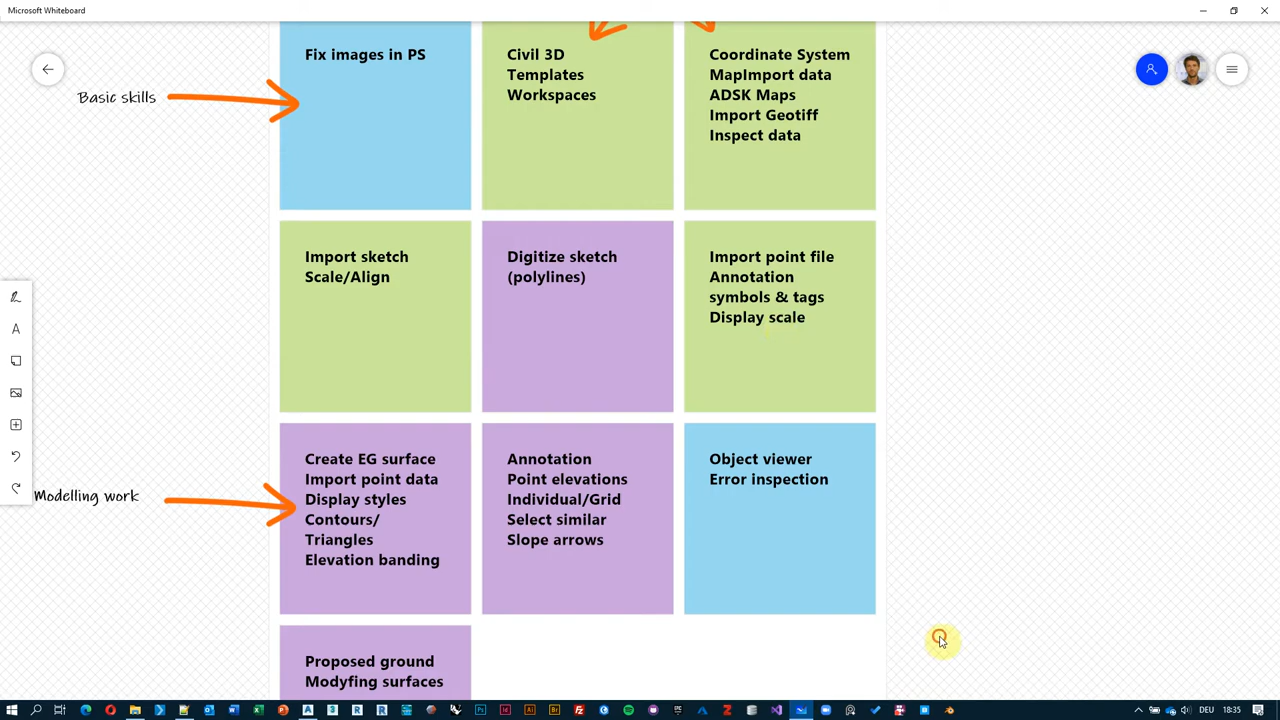 Microsoft Whiteboard
Fix images in PS
Civil 3D
Templates
Workspaces
Coordinate System
MapImport data
ADSK Maps
Import Geotiff
Inspect data
Basic skills
Import sketch
Scale/Align
Digitize sketch
(polylines)
Import point file
Annotation
symbols & tags
Display scale
Modelling work
Create EG surface
Import point data
Display styles
Contours/
Triangles
Elevation banding
Annotation
Point elevations
Individual/Grid
Select similar
Slope arrows
Object viewer
Error inspection
Proposed ground
Modyfing surfaces
DEU
18:35